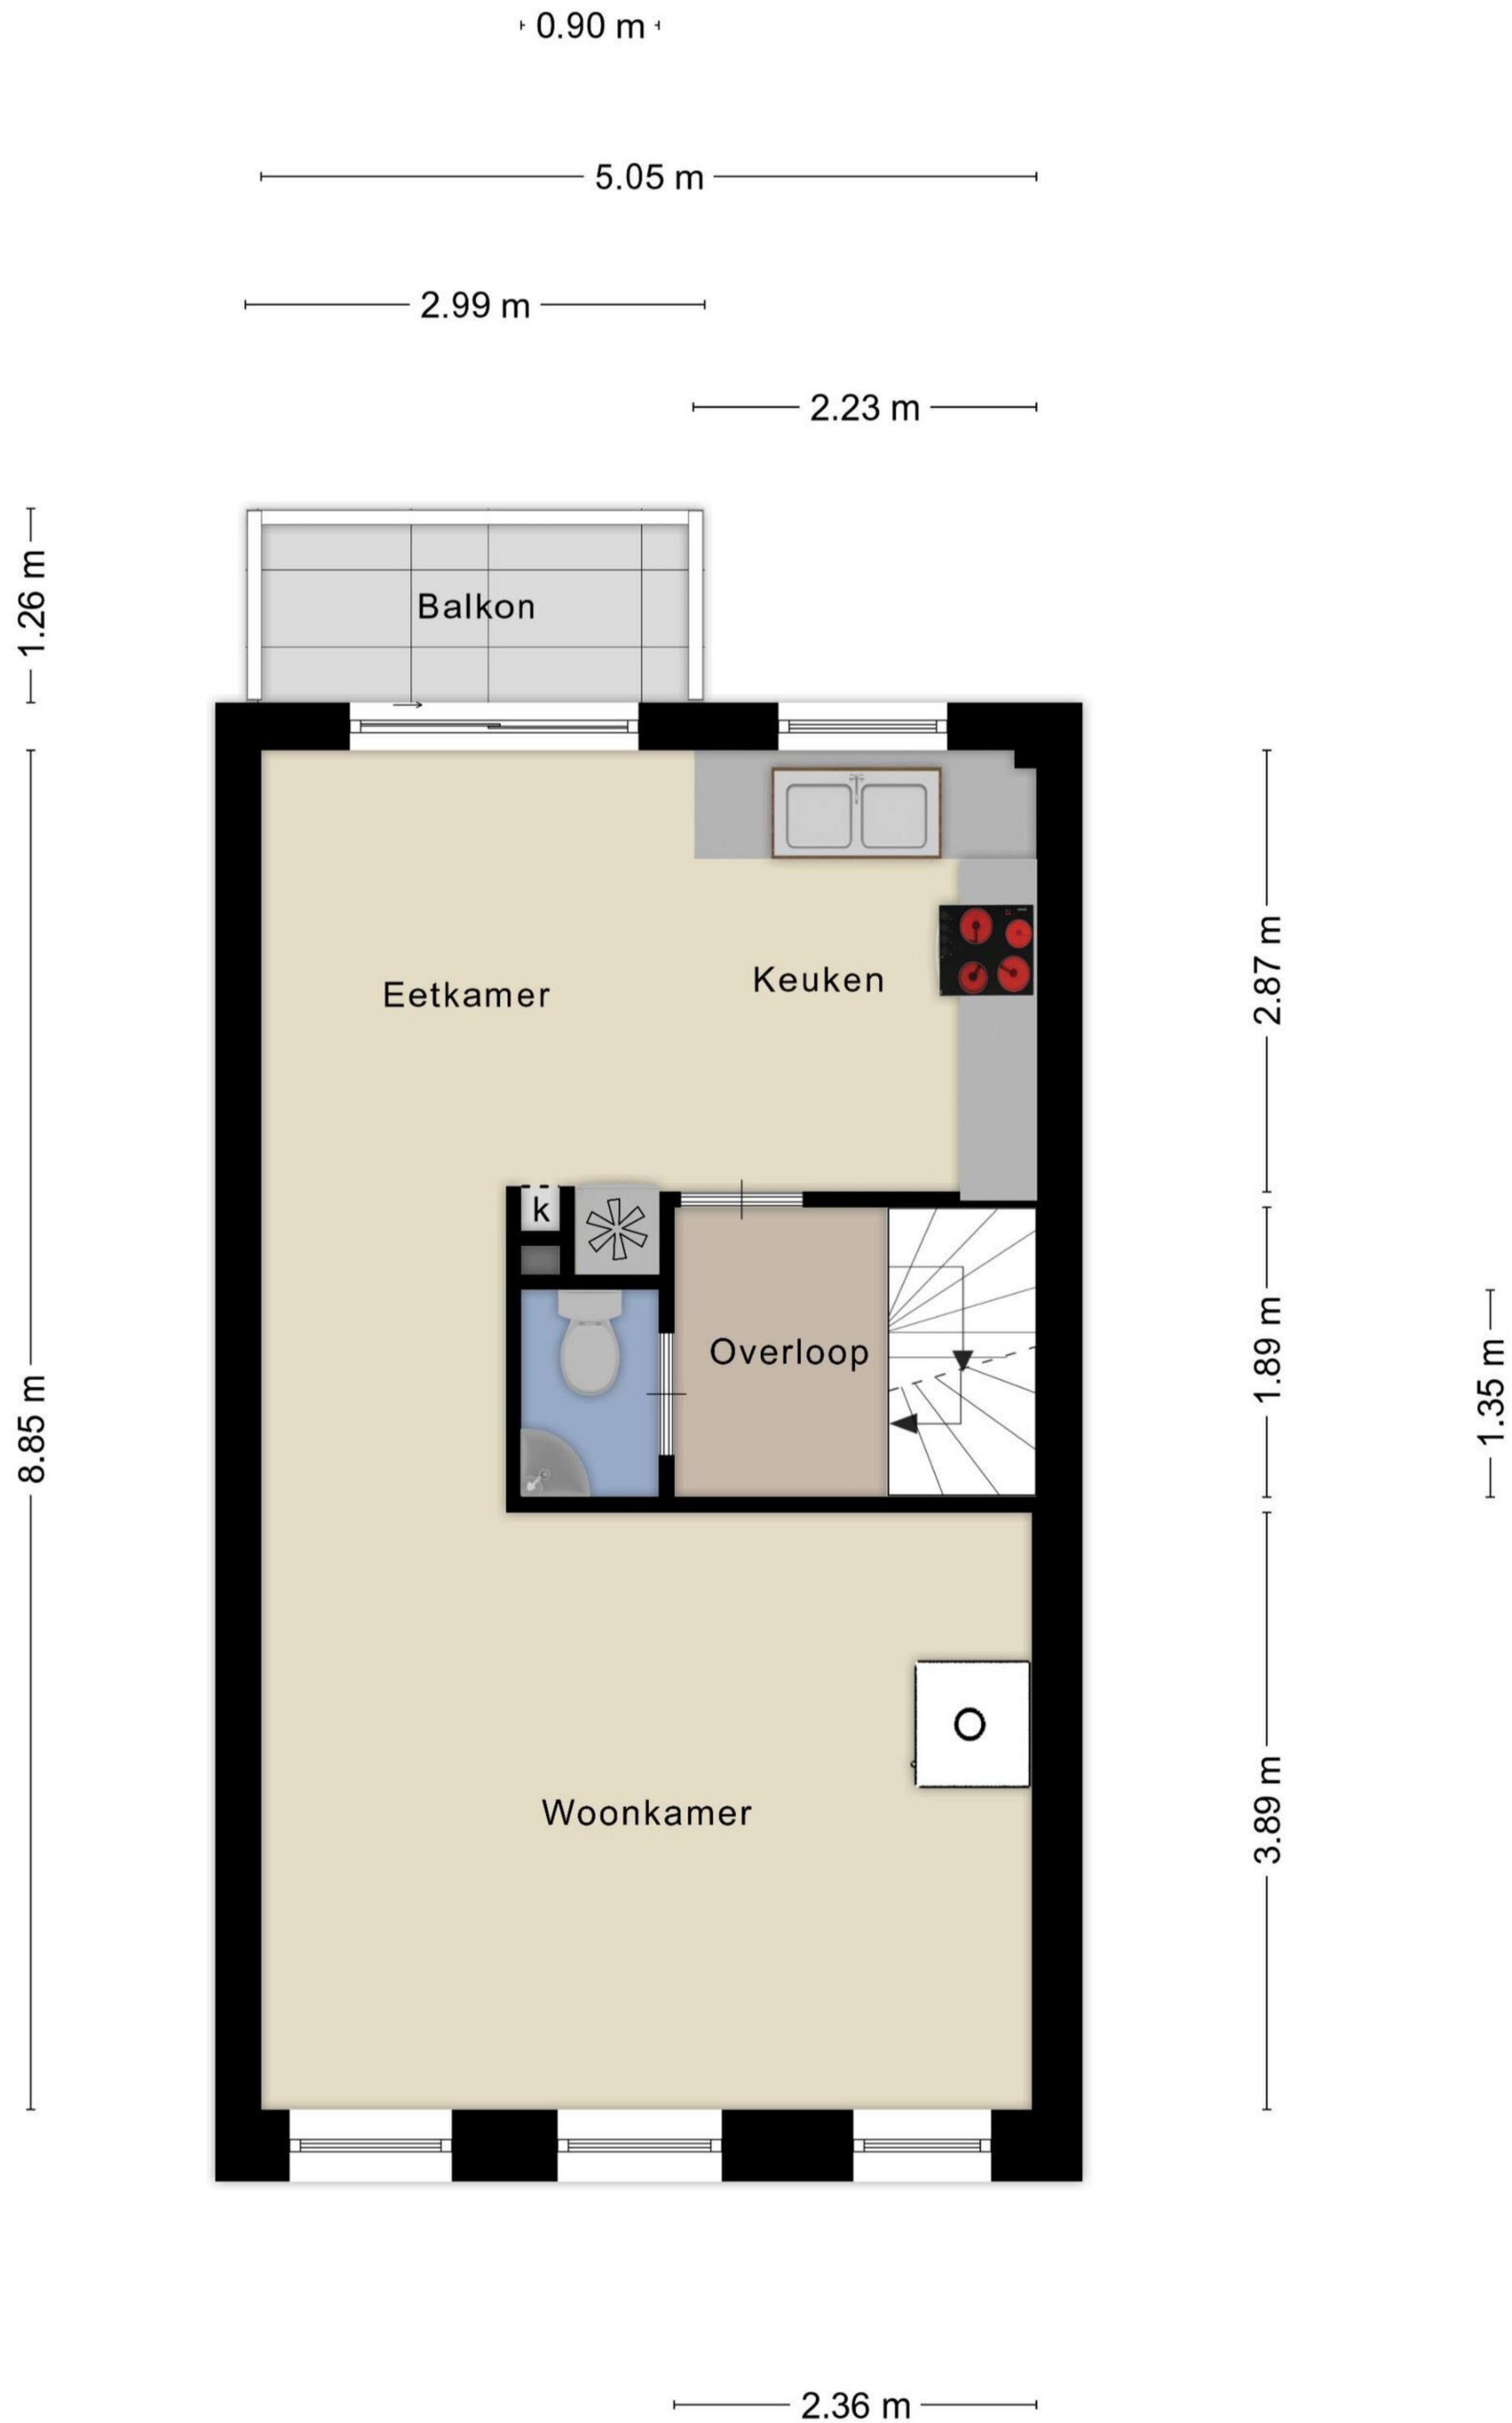 0.90 m
5.05 m
2.99 m
2.23 m
1.26 m
Balkon
2.87 m
Eetkamer
Keuken
k
8.85 m
Overloop
1.89 m
1.35 m
Woonkamer
3.89 m
2.36 m